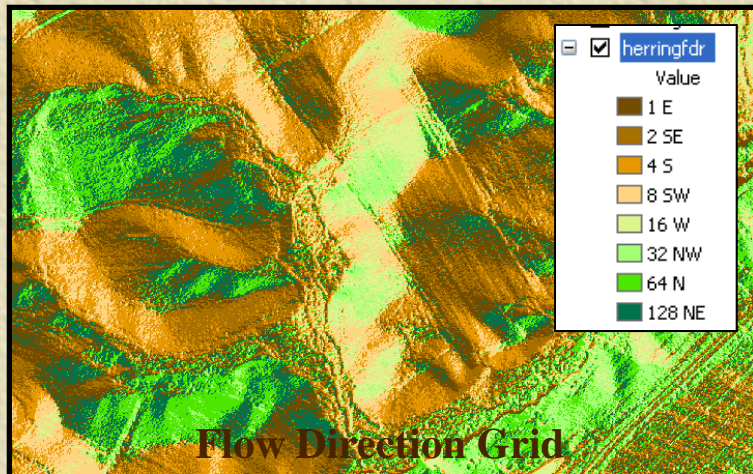 herringfdr
Value
1 E
2 SE
4 S
8 SW
16 W
32 NW
64 N
128 NE
Flow Direction Grid